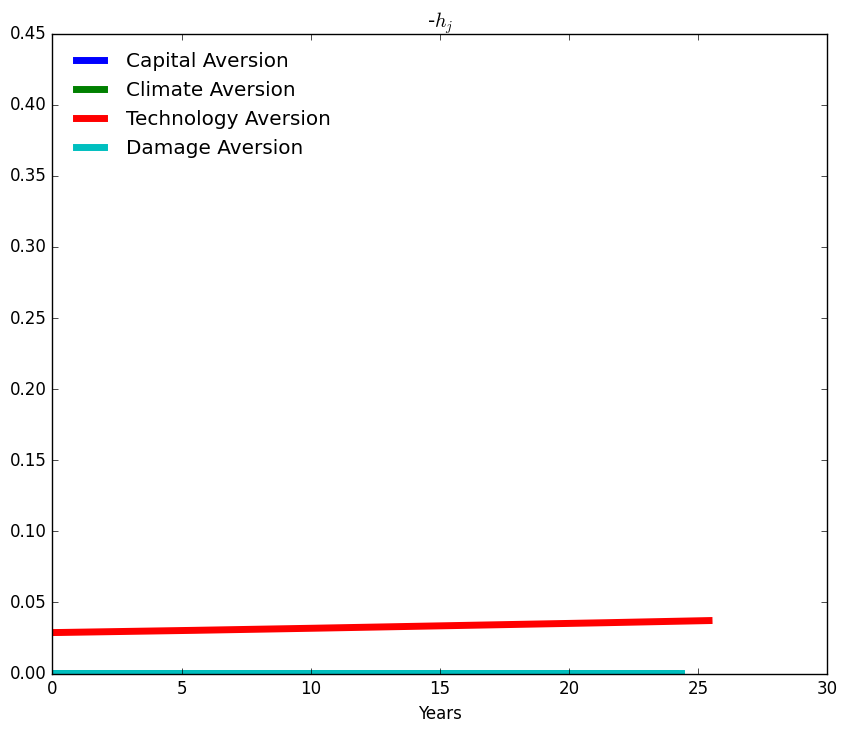 -h_j
0.45
Capital Aversion
Climate Aversion
0.40
Technology Aversion
Damage Aversion
0.35
0.30
0.25
0.20
0.15
0.10
0.05
0.00
0 5 10 15 20 25 30
Years